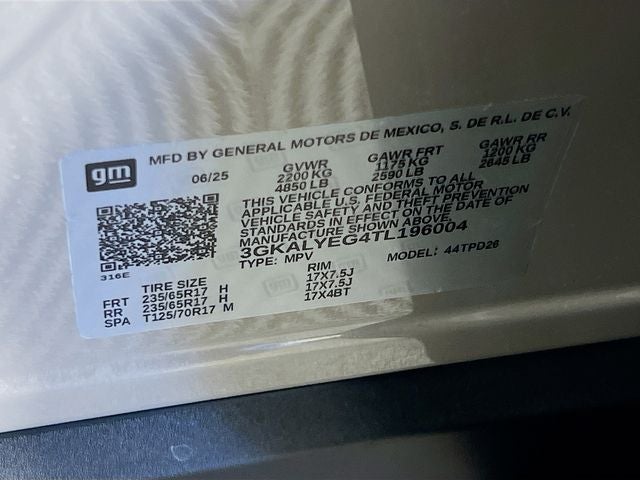 gm MFD BY GENERAL MOTORS DE MEXICO, S. DE R.L. DE C.V.
06/25 GVWR GAWR FRT GAWR RR
2200 KG 1175 KG 1200 KG
4850 LB 2590 LB 2645 LB
THIS VEHICLE CONFORMS TO ALL
APPLICABLE U.S. FEDERAL MOTOR
VEHICLE SAFETY AND THEFT PREVENTION
STANDARDS IN EFFECT ON THE DATE OF
MANUFACTURE SHOWN ABOVE.
3GKALYEG4TL196004
316E
TYPE: MPV MODEL: 44TPD26
TIRE SIZE RIM
FRT 235/65R17 H 17X7.5J
RR 235/65R17 H 17X7.5J
SPA T125/70R17 M 17X4BT